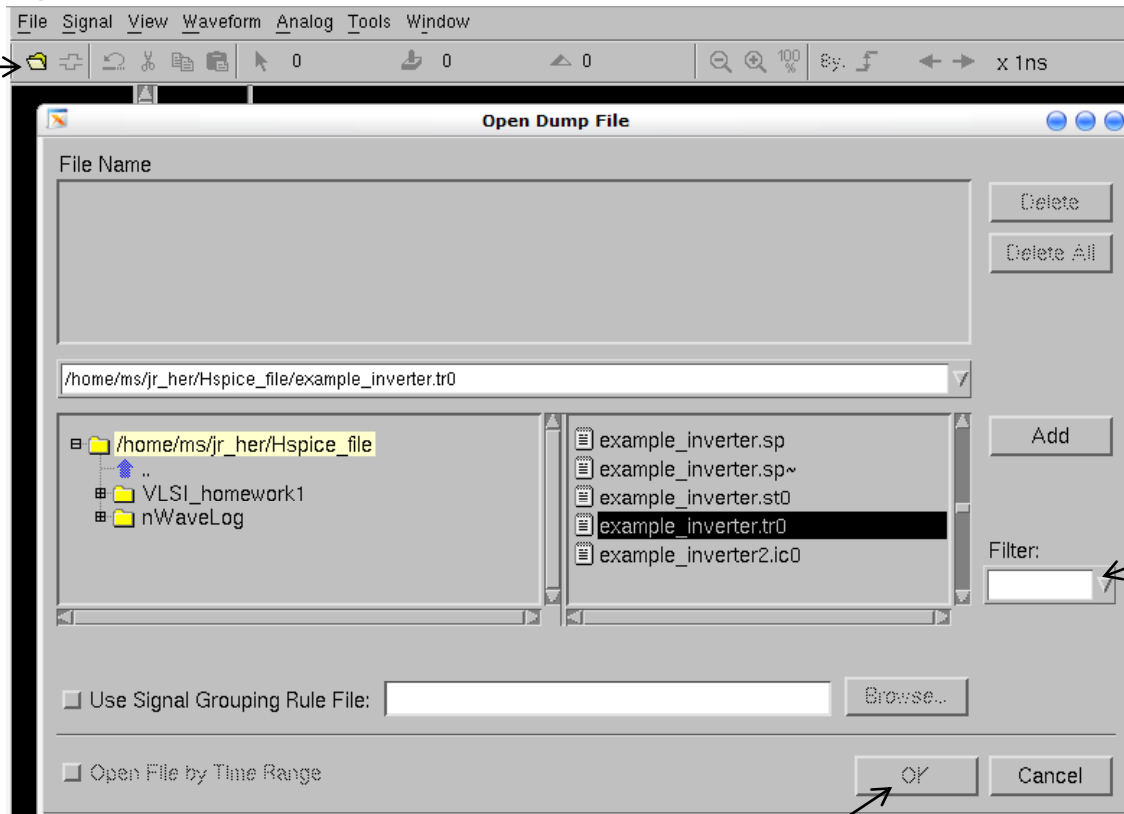 File Signal View Waveform Analog Tools Window
0 0 0 100 % By. x 1ns
Open Dump File
File Name
Delete
Delete All
/home/ms/jr_her/Hspice_file/example_inverter.tr0
/home/ms/jr_her/Hspice_file
..
VLSI_homework1
nWaveLog
example_inverter.sp
example_inverter.sp~
example_inverter.st0
example_inverter.tr0
example_inverter2.ic0
Add
Filter:
Use Signal Grouping Rule File:
Browse...
Open File by Time Range
OK
Cancel